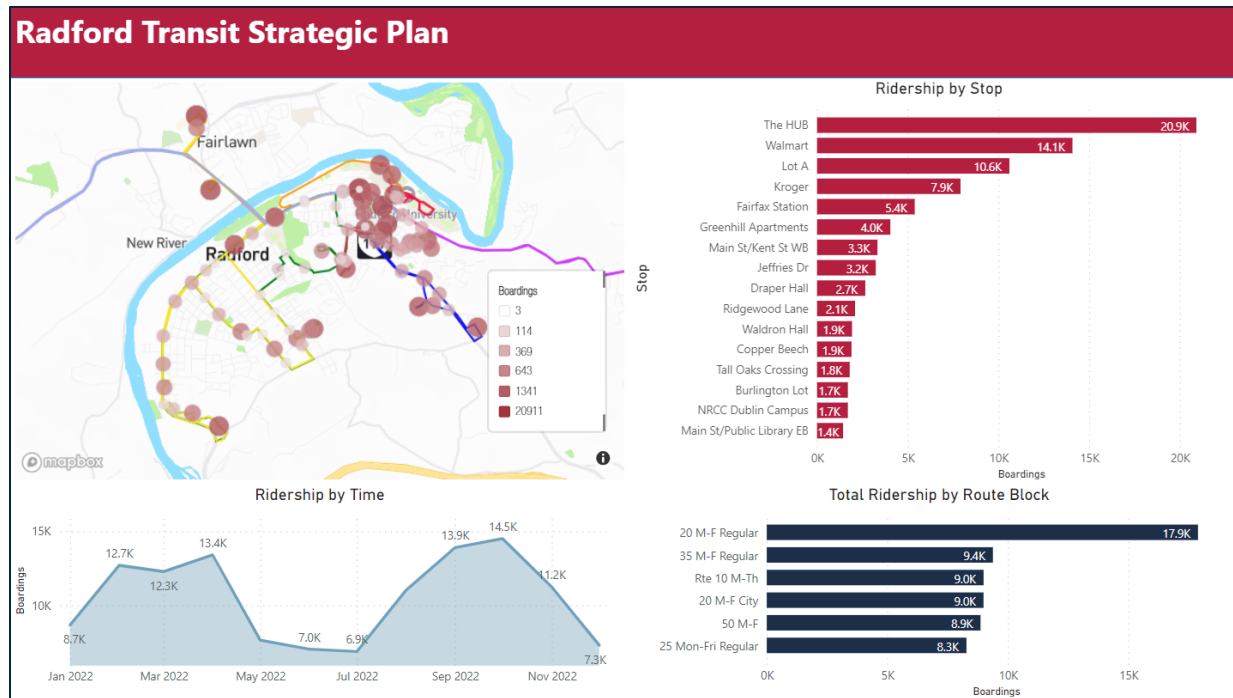 Radford Transit Strategic Plan
Fairlawn
New River
Radford
University
Boardings
3
114
369
643
1341
20911
mapbox
Ridership by Stop
Stop
The HUB 20.9K
Walmart 14.1K
Lot A 10.6K
Kroger 7.9K
Fairfax Station 5.4K
Greenhill Apartments 4.0K
Main St/Kent St WB 3.3K
Jeffries Dr 3.2K
Draper Hall 2.7K
Ridgewood Lane 2.1K
Waldron Hall 1.9K
Copper Beech 1.9K
Tall Oaks Crossing 1.8K
Burlington Lot 1.7K
NRCC Dublin Campus 1.7K
Main St/Public Library EB 1.4K
0K 5K 10K 15K 20K
Boardings
Ridership by Time
Boardings
15K
10K
8.7K 12.7K 12.3K 13.4K 7.0K 6.9K 13.9K 14.5K 11.2K 7.3K
Jan 2022 Mar 2022 May 2022 Jul 2022 Sep 2022 Nov 2022
Total Ridership by Route Block
20 M-F Regular 17.9K
35 M-F Regular 9.4K
Rte 10 M-Th 9.0K
20 M-F City 9.0K
50 M-F 8.9K
25 Mon-Fri Regular 8.3K
0K 5K 10K 15K
Boardings